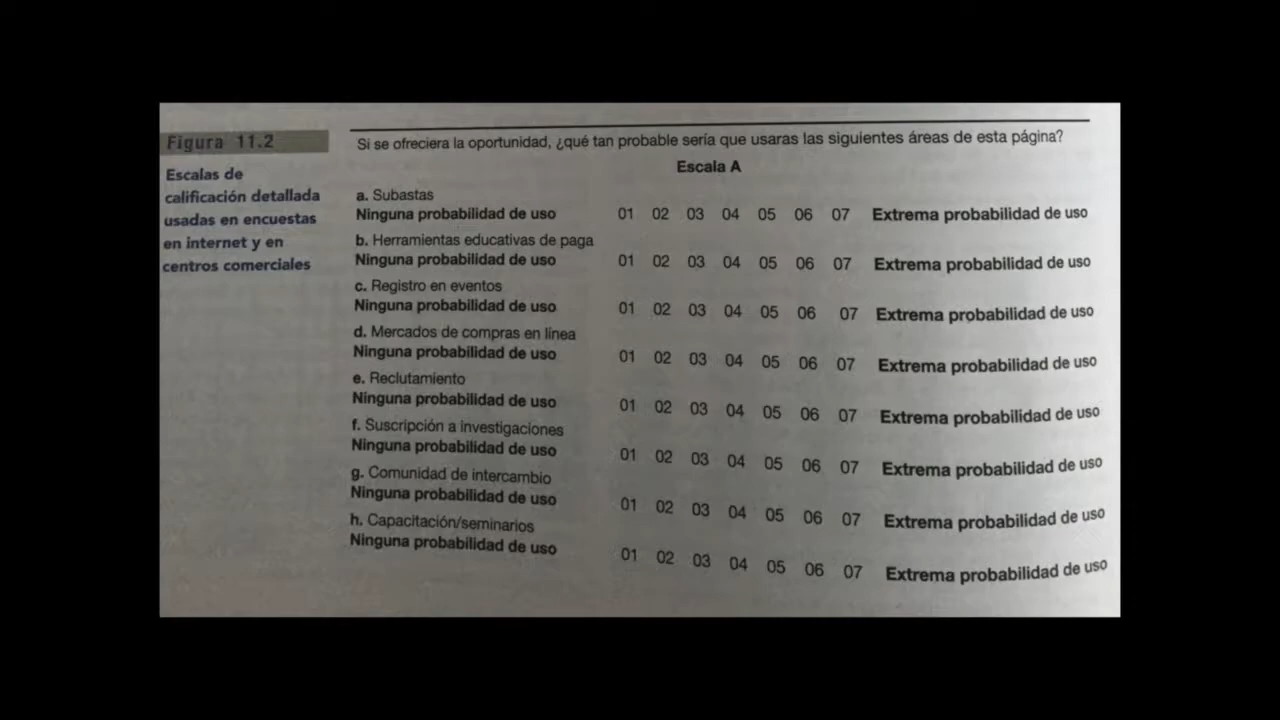 Figura 11.2
Escalas de
calificación detallada
usadas en encuestas
en internet y en
centros comerciales
Si se ofreciera la oportunidad, ¿qué tan probable sería que usaras las siguientes áreas de esta página?
Escala A
a. Subastas
Ninguna probabilidad de uso 01 02 03 04 05 06 07 Extrema probabilidad de uso
b. Herramientas educativas de paga
Ninguna probabilidad de uso 01 02 03 04 05 06 07 Extrema probabilidad de uso
c. Registro en eventos
Ninguna probabilidad de uso 01 02 03 04 05 06 07 Extrema probabilidad de uso
d. Mercados de compras en línea
Ninguna probabilidad de uso 01 02 03 04 05 06 07 Extrema probabilidad de uso
e. Reclutamiento
Ninguna probabilidad de uso 01 02 03 04 05 06 07 Extrema probabilidad de uso
f. Suscripción a investigaciones
Ninguna probabilidad de uso 01 02 03 04 05 06 07 Extrema probabilidad de uso
g. Comunidad de intercambio
Ninguna probabilidad de uso 01 02 03 04 05 06 07 Extrema probabilidad de uso
h. Capacitación/seminarios
Ninguna probabilidad de uso 01 02 03 04 05 06 07 Extrema probabilidad de uso